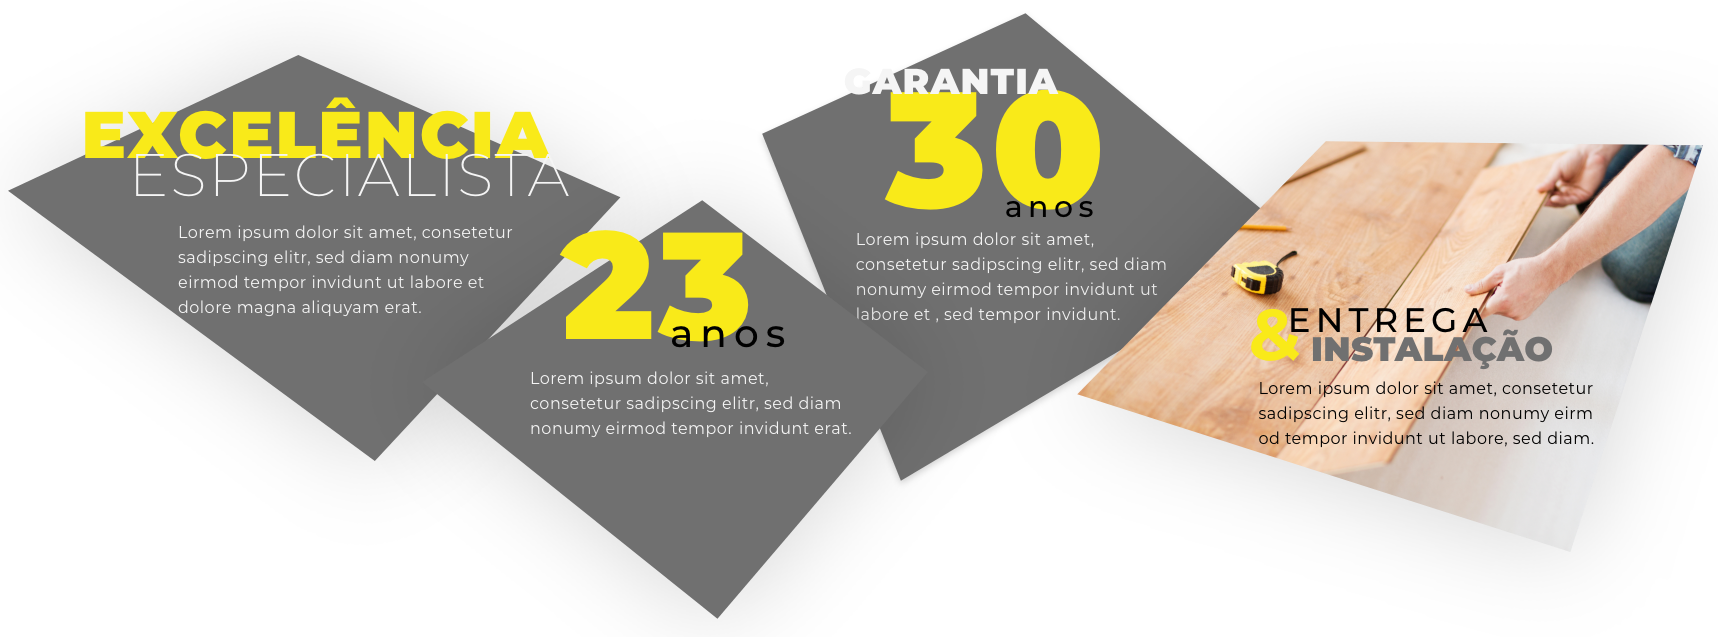 EXCELÊNCIA
ESPECIALISTA
Lorem ipsum dolor sit amet, consetetur
sadipscing elitr, sed diam nonumy
eirmod tempor invidunt ut labore et
dolore magna aliquyam erat.
23
anos
Lorem ipsum dolor sit amet,
consetetur sadipscing elitr, sed diam
nonumy eirmod tempor invidunt erat.
GARANTIA
30
anos
Lorem ipsum dolor sit amet,
consetetur sadipscing elitr, sed diam
nonumy eirmod tempor invidunt ut
labore et , sed tempor invidunt.
ENTREGA
& INSTALAÇÃO
Lorem ipsum dolor sit amet, consetetur
sadipscing elitr, sed diam nonumy eirm
od tempor invidunt ut labore, sed diam.